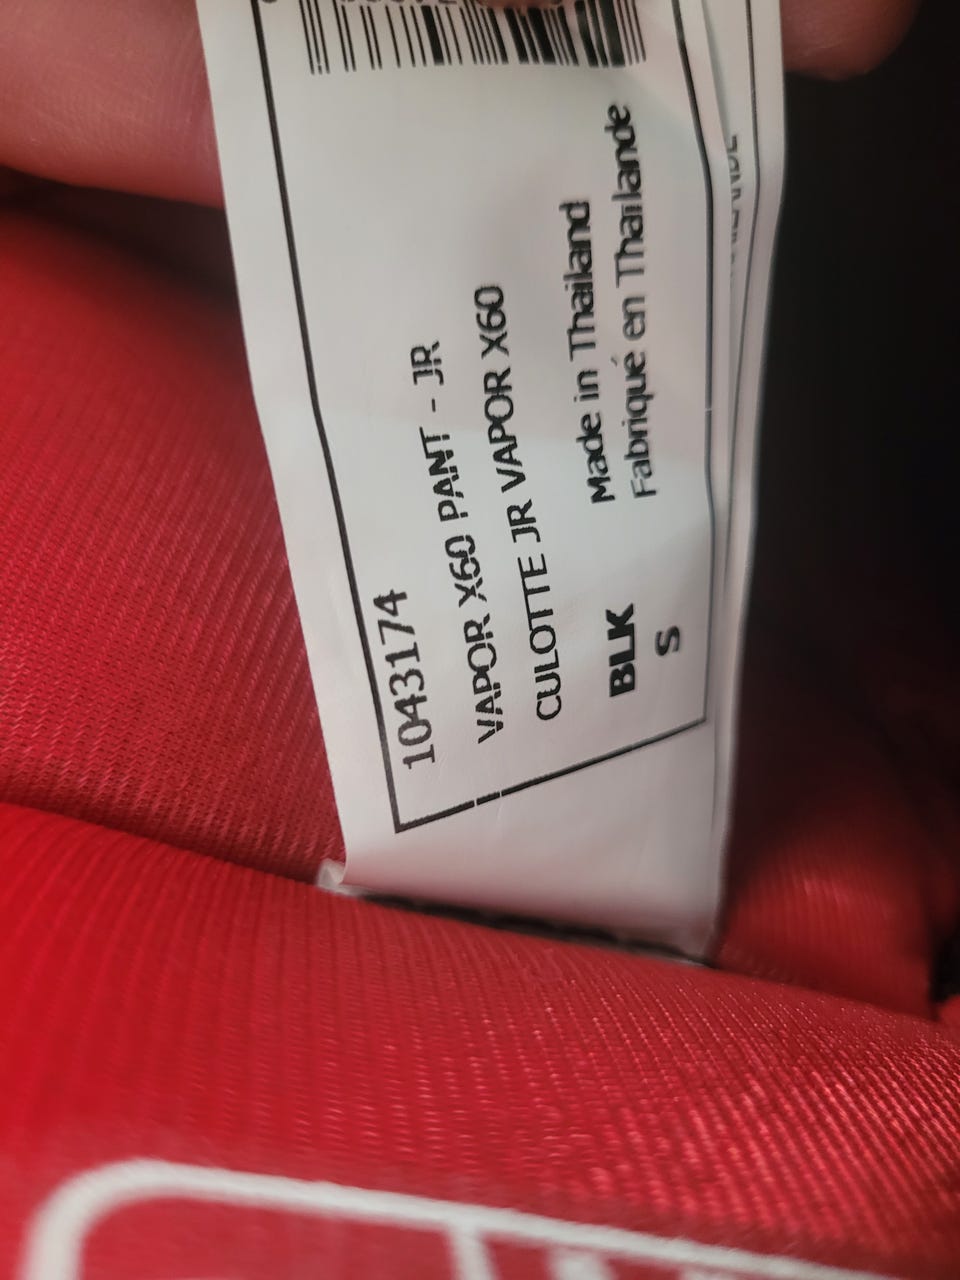 1043174
VAPOR X60 PANT - JR
CULOTTE JR VAPOR X60
BLK Made in Thailand
S Fabriqué en Thaïlande